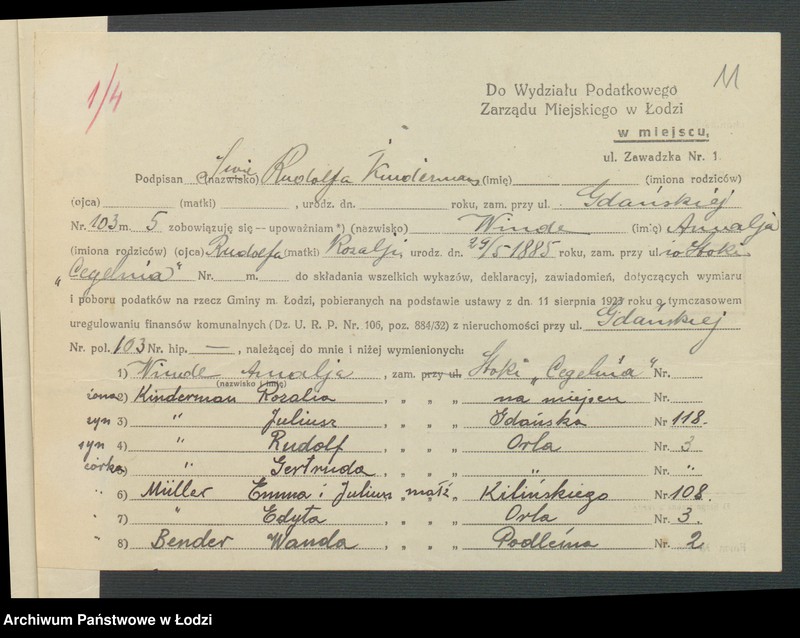 1/4
M
Do Wydziału Podatkowego
Zarządu Miejskiego w Łodzi
w miejscu,
ul. Zawadzka Nr. 1
Podpisan (nazwisko) Rudolfa Kinderman (imię) (imiona rodziców)
(ojca) (matki) , urodz. dn. roku, zam. przy ul. Gdańskiej
Nr. 103 m. 5 zobowiązuję się — upoważniam*) (nazwisko) Winde (imię) Amalja
(imiona rodziców) (ojca) Rudolfa (matki) Rozalji urodz. dn. 29/5 1885 roku, zam. przy ul. Stoki
„Cegelnia" Nr. m. do składania wszelkich wykazów, deklaracyj, zawiadomień, dotyczących wymiaru
i poboru podatków na rzecz Gminy m. Łodzi, pobieranych na podstawie ustawy z dn. 11 sierpnia 1923 roku o tymczasowem
uregulowaniu finansów komunalnych (Dz. U. R. P. Nr. 106, poz. 884/32) z nieruchomości przy ul. Gdańskiej
Nr. pol. 103 Nr. hip. — , należącej do mnie i niżej wymienionych:
1) Winde Amalja , zam. przy ul. Stoki „Cegelnia" Nr.
(nazwisko i imię)
żona 2) Kinderman Rozalia , „ „ „ na miejscu Nr.
syn 3) „ Juliusz , „ „ „ Gdańska Nr 118.
syn 4) „ Rudolf , „ „ „ Orla Nr. 3
córka 5) „ Gertruda , „ „ „ „ Nr. „
„ 6) Müller Emma i Juliusz małż „ „ Kilińskiego Nr 108.
„ 7) „ Edyta , „ „ „ Orla Nr. 3.
„ 8) Bender Wanda , „ „ „ Podleśna Nr. 2
Archiwum Państwowe w Łodzi